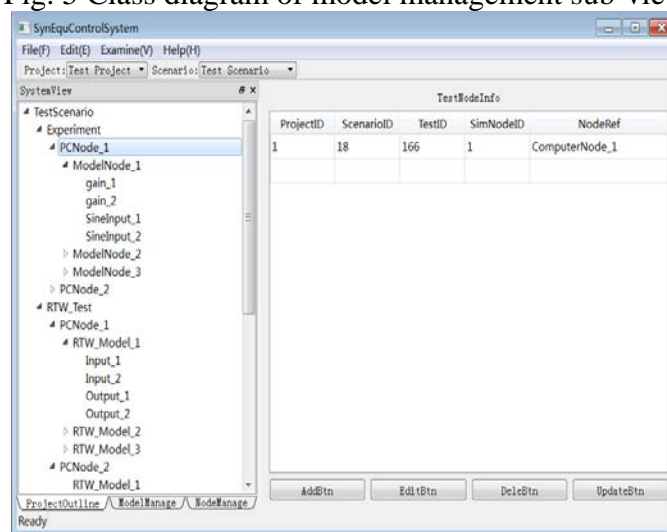 Fig. 5 Class diagram of model management sub-vie
SynEquControlSystem
File(F) Edit(E) Examine(V) Help(H)
Project: Test Project Scenario: Test Scenario
SystemView
TestNodeInfo
TestScenario
Experiment
PCNode_1
ModelNode_1
gain_1
gain_2
SineInput_1
SineInput_2
ModelNode_2
ModelNode_3
PCNode_2
RTW_Test
PCNode_1
RTW_Model_1
Input_1
Input_2
Output_1
Output_2
RTW_Model_2
RTW_Model_3
PCNode_2
RTW_Model_1
ProjectOutline ModelManage NodeManage
ProjectID ScenarioID TestID SimNodeID NodeRef
1 18 166 1 ComputerNode_1
AddBtn EditBtn DeleBtn UpdateBtn
Ready